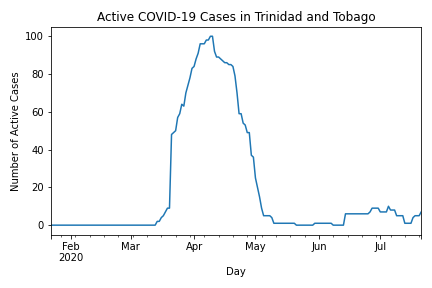 Active COVID-19 Cases in Trinidad and Tobago
Number of Active Cases
100
80
60
40
20
0
Feb Mar Apr May Jun Jul
2020
Day